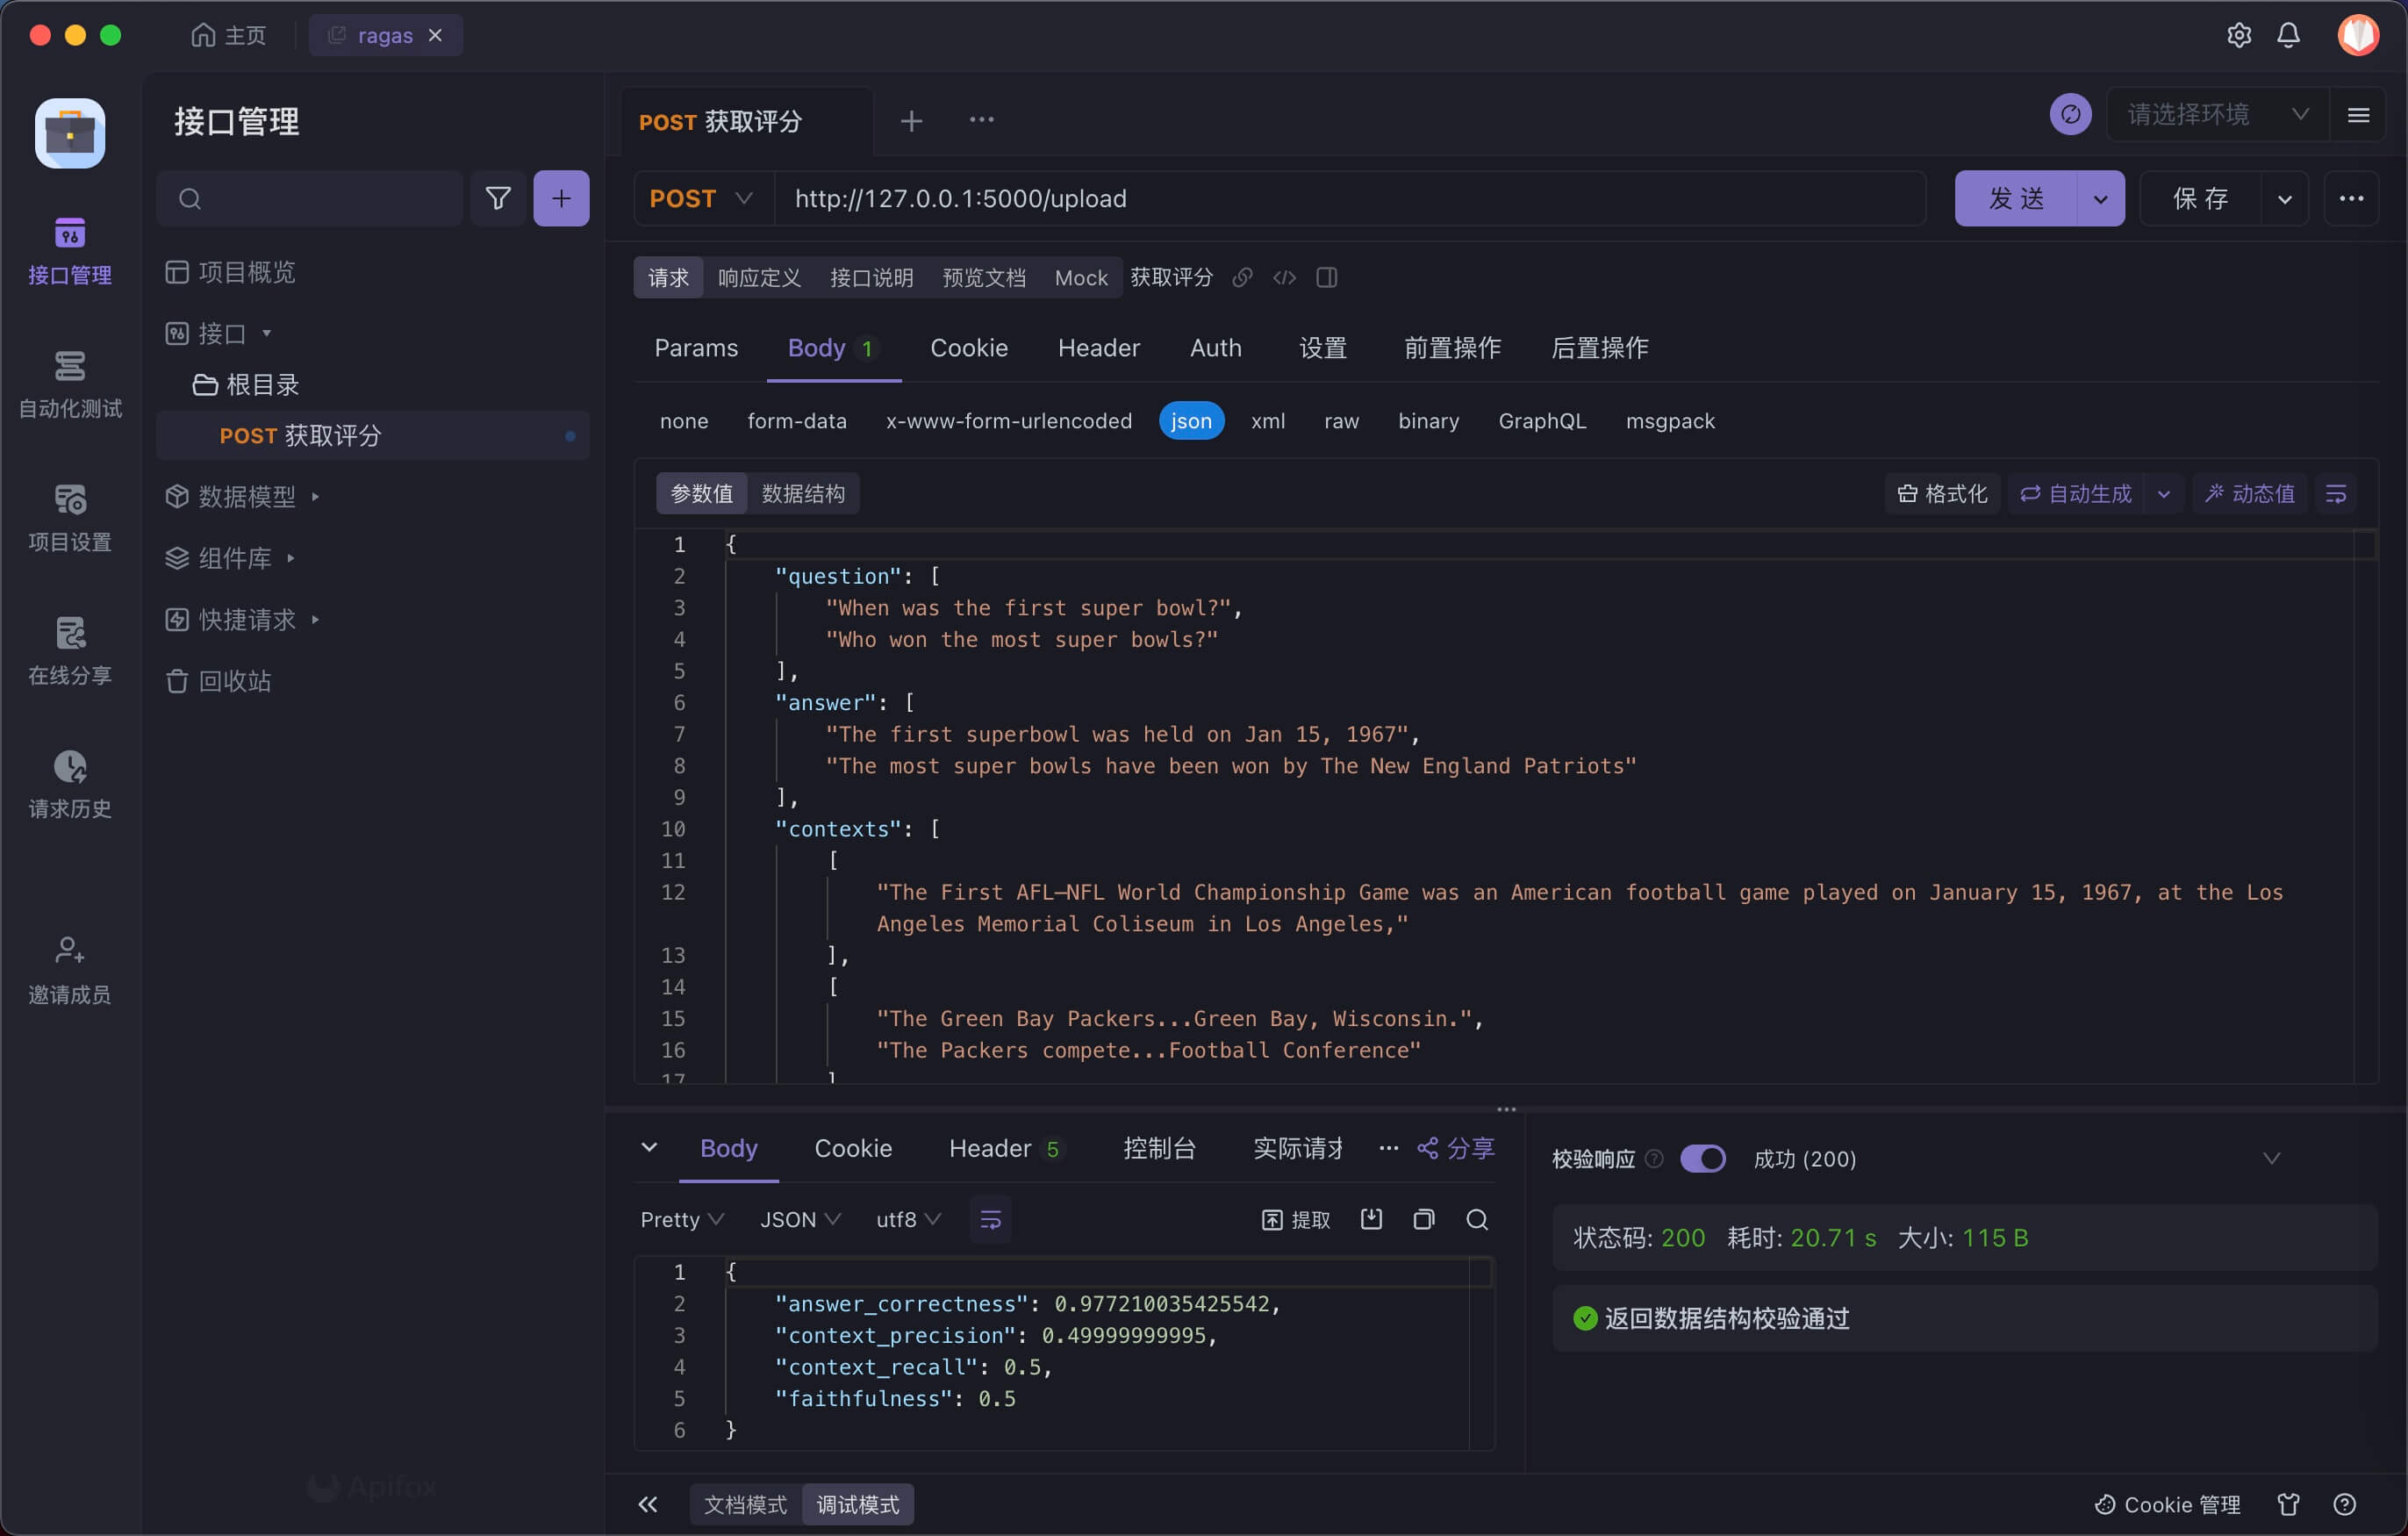 主页
ragas
接口管理
自动化测试
项目设置
在线分享
请求历史
邀请成员
接口管理
项目概览
接口
根目录
POST 获取评分
数据模型
组件库
快捷请求
回收站
Apifox
POST 获取评分
请选择环境
POST
http://127.0.0.1:5000/upload
发 送
保 存
请求 响应定义 接口说明 预览文档 Mock 获取评分
Params Body 1 Cookie Header Auth 设置 前置操作 后置操作
none form-data x-www-form-urlencoded json xml raw binary GraphQL msgpack
参数值 数据结构 格式化 自动生成 动态值
1 {
2 "question": [
3 "When was the first super bowl?",
4 "Who won the most super bowls?"
5 ],
6 "answer": [
7 "The first superbowl was held on Jan 15, 1967",
8 "The most super bowls have been won by The New England Patriots"
9 ],
10 "contexts": [
11 [
12 "The First AFL–NFL World Championship Game was an American football game played on January 15, 1967, at the Los
Angeles Memorial Coliseum in Los Angeles,"
13 ],
14 [
15 "The Green Bay Packers...Green Bay, Wisconsin.",
16 "The Packers compete...Football Conference"
17 ]
Body Cookie Header 5 控制台 实际请求 ··· 分享
Pretty JSON utf8 提取
1 {
2 "answer_correctness": 0.977210035425542,
3 "context_precision": 0.49999999995,
4 "context_recall": 0.5,
5 "faithfulness": 0.5
6 }
校验响应 成功 (200)
状态码: 200 耗时: 20.71 s 大小: 115 B
返回数据结构校验通过
文档模式 调试模式
Cookie 管理